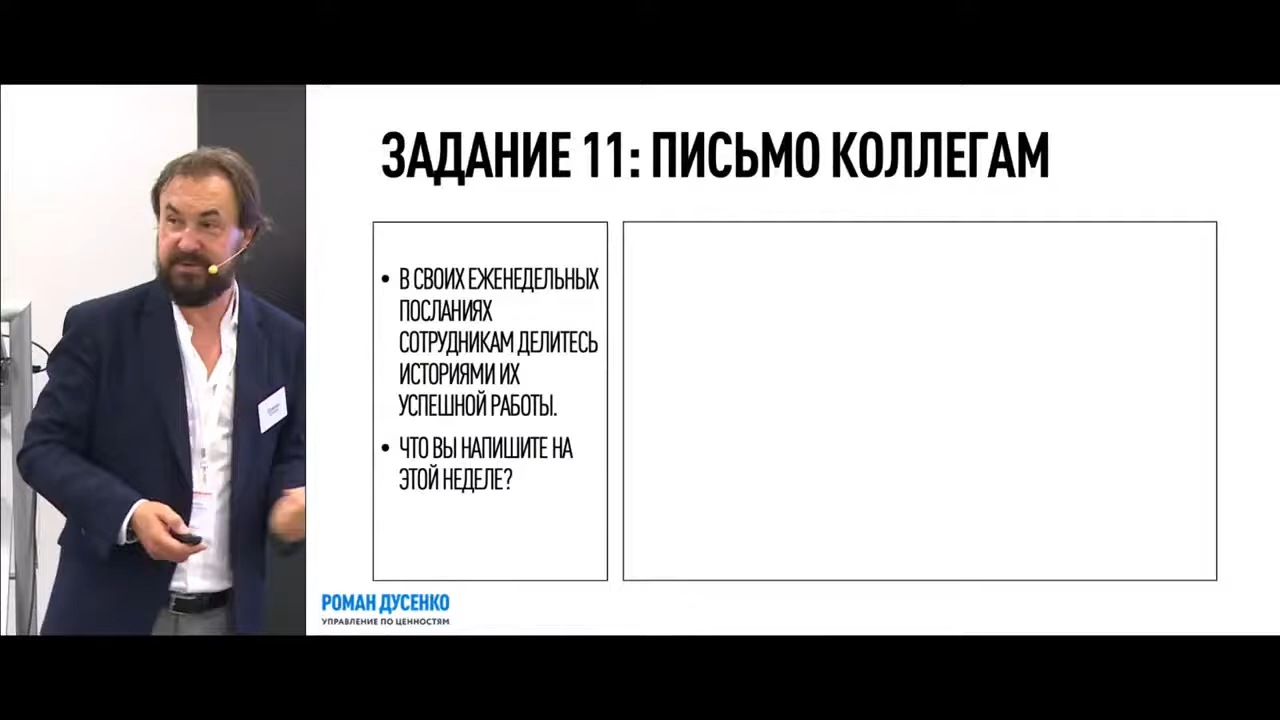 ЗАДАНИЕ 11: ПИСЬМО КОЛЛЕГАМ
• В СВОИХ ЕЖЕНЕДЕЛЬНЫХ
ПОСЛАНИЯХ
СОТРУДНИКАМ ДЕЛИТЕСЬ
ИСТОРИЯМИ ИХ
УСПЕШНОЙ РАБОТЫ.
• ЧТО ВЫ НАПИШИТЕ НА
ЭТОЙ НЕДЕЛЕ?
РОМАН ДУСЕНКО
УПРАВЛЕНИЕ ПО ЦЕННОСТЯМ